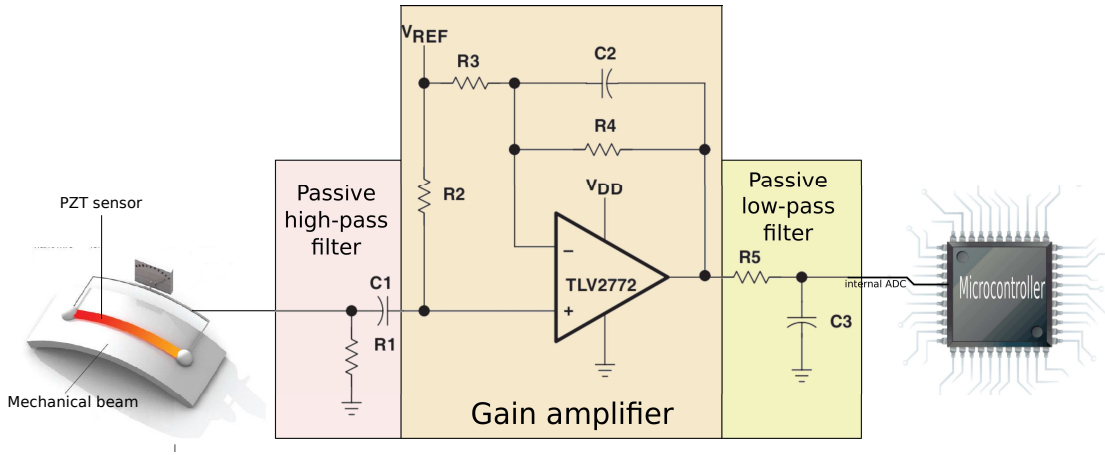 VREF
R3
C2
R4
R2
VDD
TLV2772
Passive
high-pass
filter
C1
R1
Passive
low-pass
filter
R5
C3
Gain amplifier
PZT sensor
Mechanical beam
internal ADC
Microcontroller
−
+